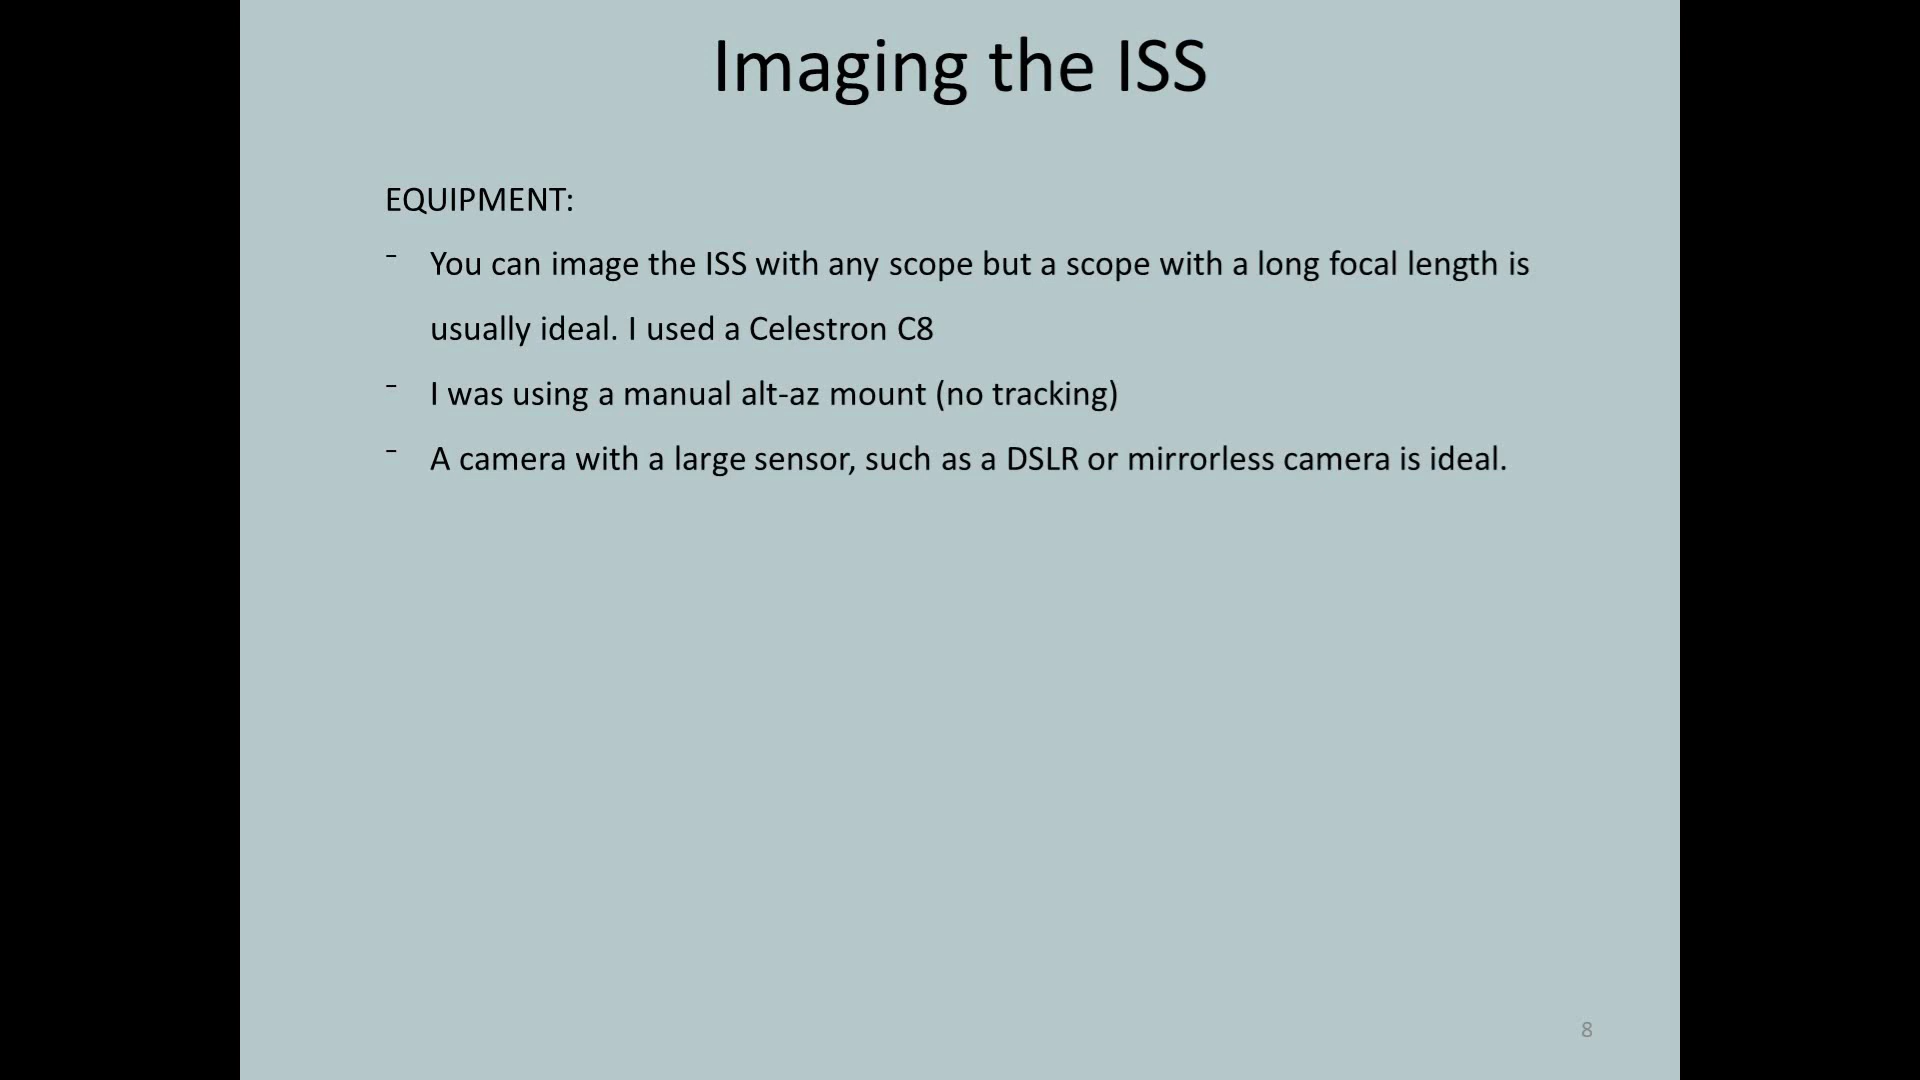 Imaging the ISS
EQUIPMENT:
⁻ You can image the ISS with any scope but a scope with a long focal length is
usually ideal. I used a Celestron C8
⁻ I was using a manual alt-az mount (no tracking)
⁻ A camera with a large sensor, such as a DSLR or mirrorless camera is ideal.
8